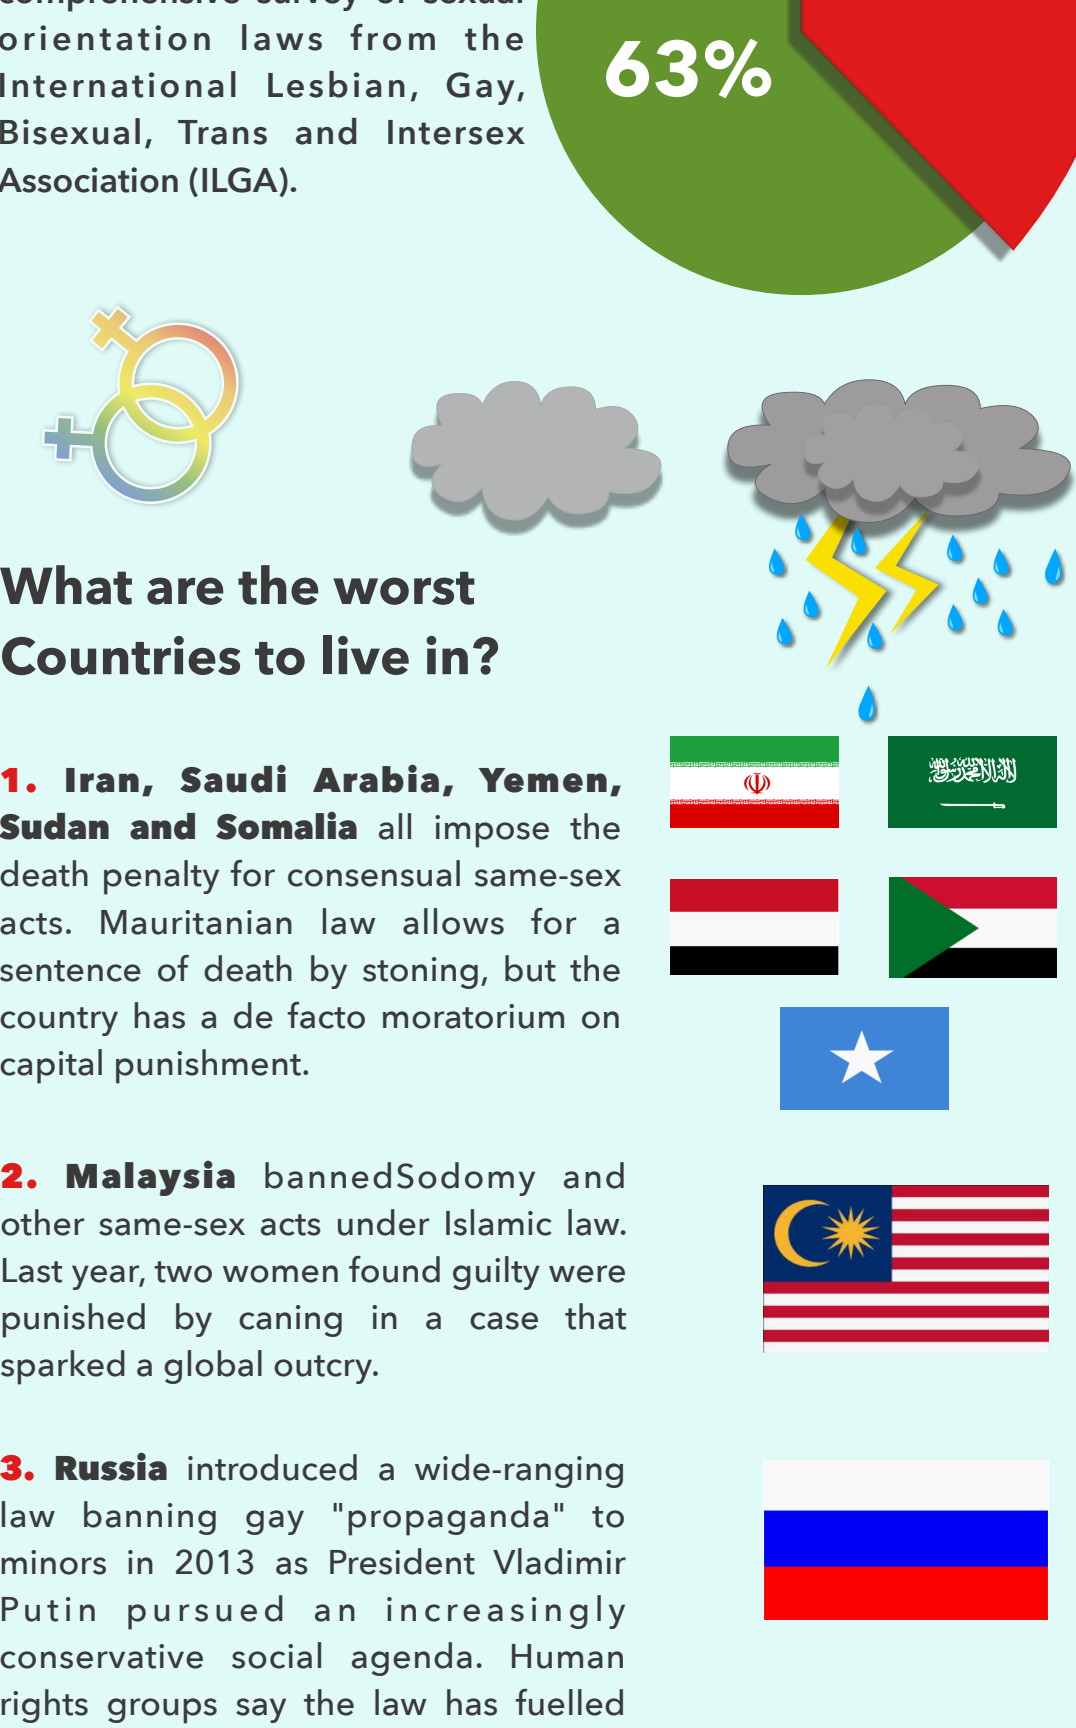 comprehensive survey of sexual
orientation laws from the
International Lesbian, Gay,
Bisexual, Trans and Intersex
Association (ILGA).
63%
What are the worst
Countries to live in?
1. Iran, Saudi Arabia, Yemen,
Sudan and Somalia all impose the
death penalty for consensual same-sex
acts. Mauritanian law allows for a
sentence of death by stoning, but the
country has a de facto moratorium on
capital punishment.
2. Malaysia bannedSodomy and
other same-sex acts under Islamic law.
Last year, two women found guilty were
punished by caning in a case that
sparked a global outcry.
3. Russia introduced a wide-ranging
law banning gay "propaganda" to
minors in 2013 as President Vladimir
Putin pursued an increasingly
conservative social agenda. Human
rights groups say the law has fuelled